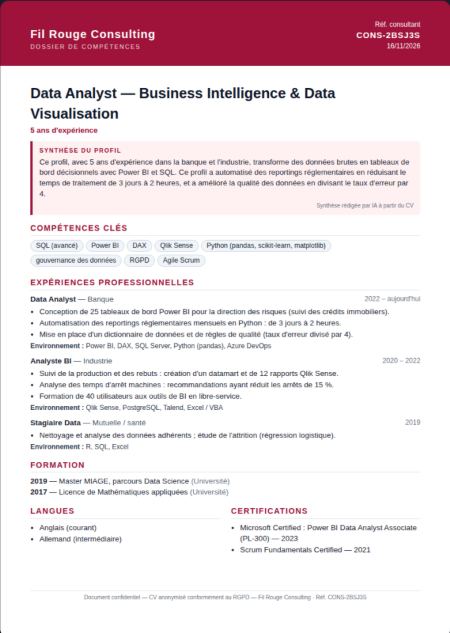 Fil Rouge Consulting
DOSSIER DE COMPÉTENCES
Réf. consultant
CONS-2BSJ3S
16/11/2026
Data Analyst — Business Intelligence & Data
Visualisation
5 ans d'expérience
SYNTHÈSE DU PROFIL
Ce profil, avec 5 ans d'expérience dans la banque et l'industrie, transforme des données brutes en tableaux de
bord décisionnels avec Power BI et SQL. Ce profil a automatisé des reportings réglementaires en réduisant les
temps de traitement de 3 jours à 2 heures, et a amélioré la qualité des données en divisant le taux d'erreur par
4.
Synthèse rédigée par IA à partir du CV
COMPÉTENCES CLÉS
SQL (avancé) Power BI DAX Qlik Sense Python (pandas, scikit-learn, matplotlib)
gouvernance des données RGPD Agile Scrum
EXPÉRIENCES PROFESSIONNELLES
Data Analyst — Banque 2022 – aujourd'hui
• Conception de 25 tableaux de bord Power BI pour la direction des risques (suivi des crédits immobiliers).
• Automatisation des reportings réglementaires mensuels en Python : de 3 jours à 2 heures.
• Mise en place d'un dictionnaire de données et de règles de qualité (taux d'erreur divisé par 4).
Environnement : Power BI, DAX, SQL Server, Python (pandas), Azure DevOps
Analyste BI — Industrie 2020 – 2022
• Suivi de la production et des rebuts : création d'un datamart et de 12 rapports Qlik Sense.
• Analyse des temps d'arrêt machines : recommandations ayant réduit les arrêts de 15 %.
• Formation de 40 utilisateurs aux outils de BI en libre-service.
Environnement : Qlik Sense, PostgreSQL, Talend, Excel / VBA
Stagiaire Data — Mutuelle / santé 2019
• Nettoyage et analyse des données adhérents ; étude de l'attrition (régression logistique).
Environnement : R, SQL, Excel
FORMATION
2019 — Master MIAGE, parcours Data Science (Université)
2017 — Licence de Mathématiques appliquées (Université)
LANGUES
• Anglais (courant)
• Allemand (intermédiaire)
CERTIFICATIONS
• Microsoft Certified : Power BI Data Analyst Associate
(PL-300) — 2023
• Scrum Fundamentals Certified — 2021
Document confidentiel — CV anonymisé conformément au RGPD — Fil Rouge Consulting · Réf. CONS-2BSJ3S